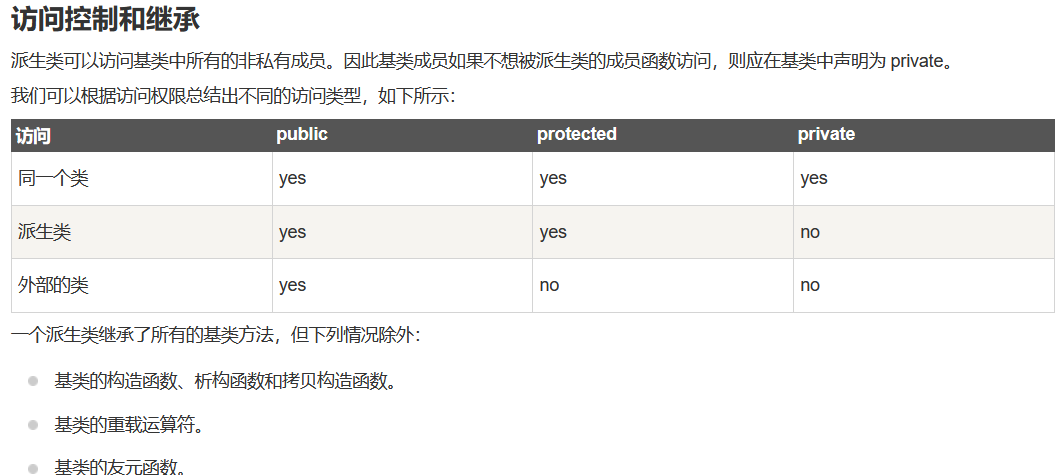 访问控制和继承
派生类可以访问基类中所有的非私有成员。因此基类成员如果不想被派生类的成员函数访问，则应在基类中声明为 private。
我们可以根据访问权限总结出不同的访问类型，如下所示：
访问 public protected private
同一个类 yes yes yes
派生类 yes yes no
外部的类 yes no no
一个派生类继承了所有的基类方法，但下列情况除外：
基类的构造函数、析构函数和拷贝构造函数。
基类的重载运算符。
基类的友元函数。